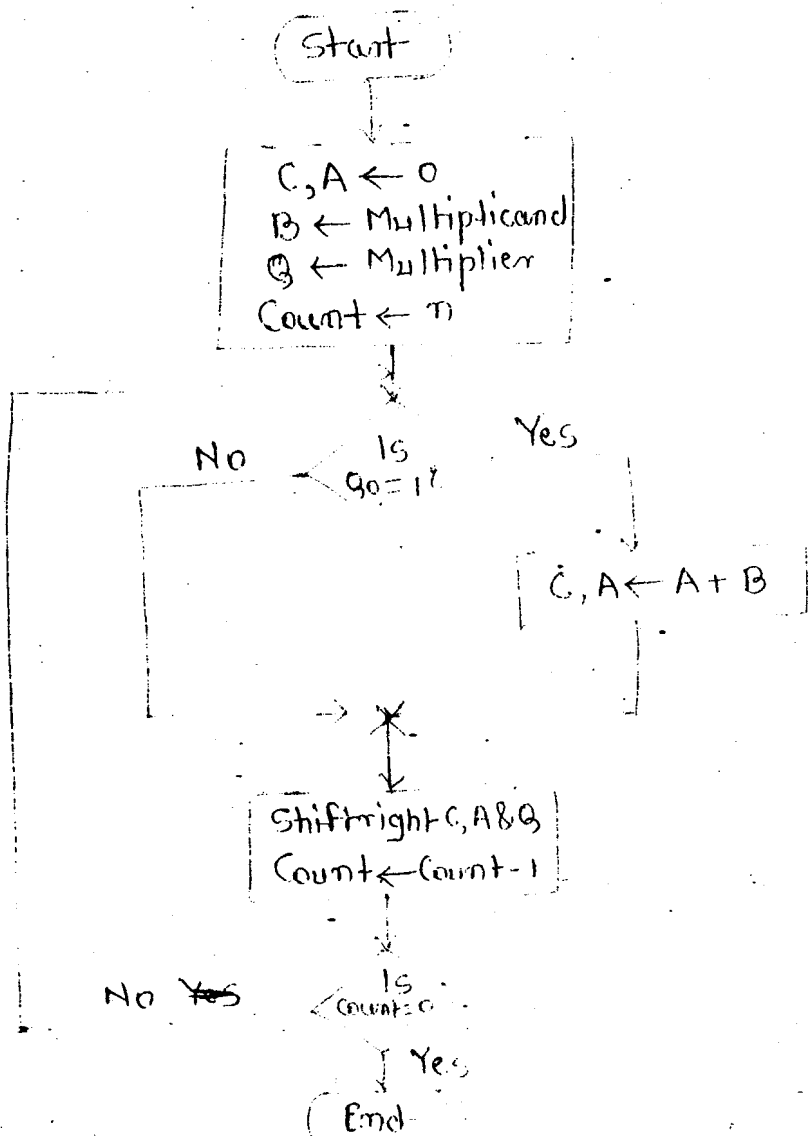 Start
C, A ← 0
B ← Multiplicand
Q ← Multiplier
Count ← n
No
Is
Q0 = 1?
Yes
C, A ← A + B
Shiftright C, A & Q
Count ← Count - 1
No Yes
Is
Count = 0
Yes
End